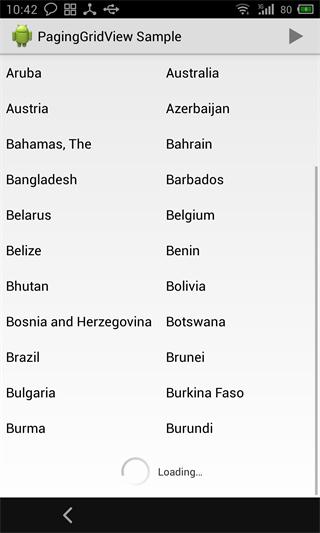 10:42 3G 80
PagingGridView Sample
Aruba Australia
Austria Azerbaijan
Bahamas, The Bahrain
Bangladesh Barbados
Belarus Belgium
Belize Benin
Bhutan Bolivia
Bosnia and Herzegovina Botswana
Brazil Brunei
Bulgaria Burkina Faso
Burma Burundi
Loading...